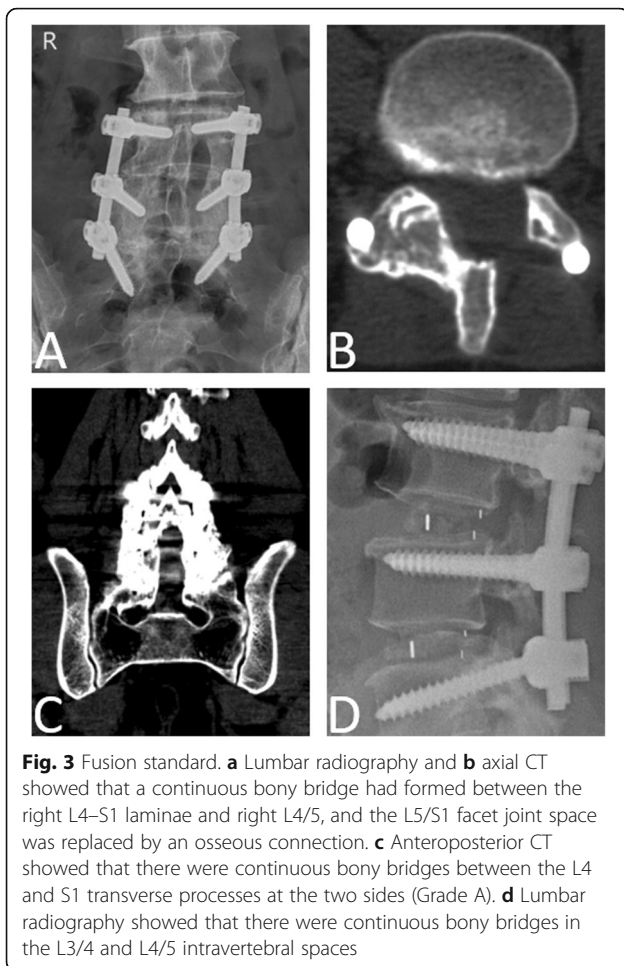 R
A
B
C
D
Fig. 3 Fusion standard. a Lumbar radiography and b axial CT
showed that a continuous bony bridge had formed between the
right L4–S1 laminae and right L4/5, and the L5/S1 facet joint space
was replaced by an osseous connection. c Anteroposterior CT
showed that there were continuous bony bridges between the L4
and S1 transverse processes at the two sides (Grade A). d Lumbar
radiography showed that there were continuous bony bridges in
the L3/4 and L4/5 intravertebral spaces